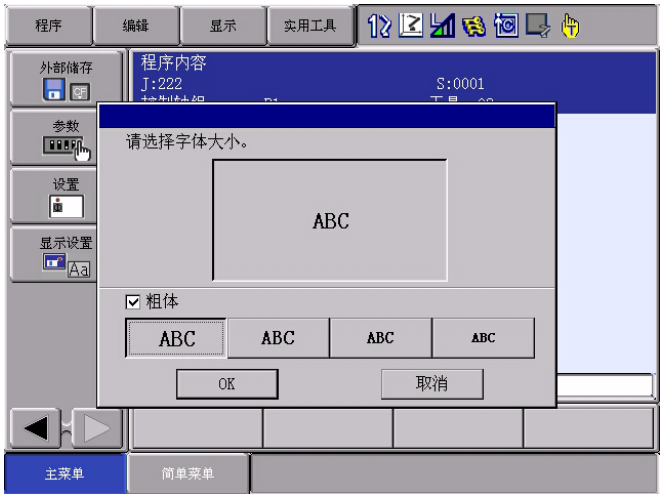 程序 编辑 显示 实用工具
外部储存
CF
程序内容
J:222 S:0001
参数
请选择字体大小。
ABC
设置
显示设置
Aa
粗体
ABC ABC ABC ABC
OK 取消
主菜单 简单菜单